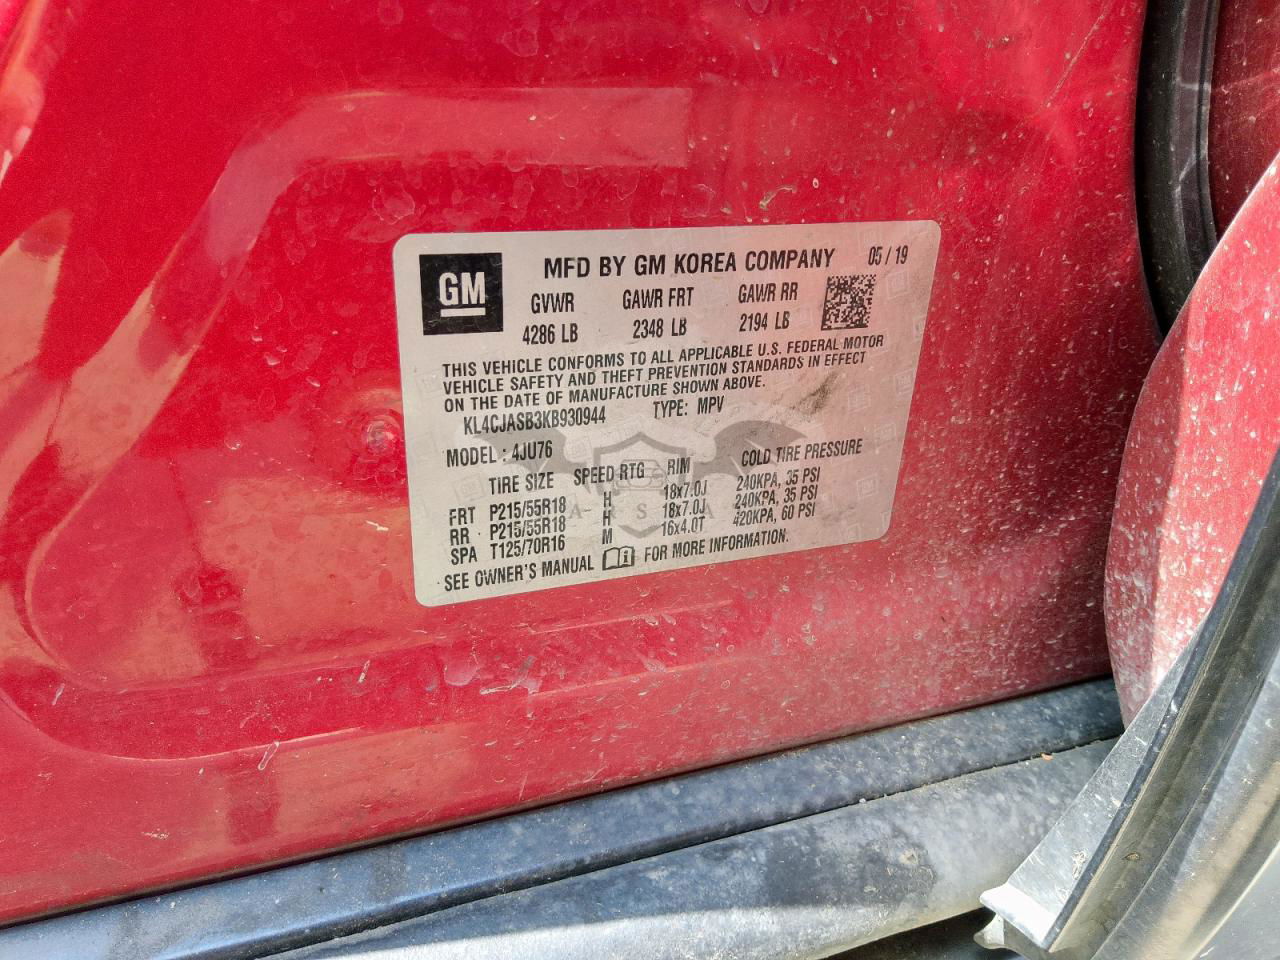 GM
MFD BY GM KOREA COMPANY 05 / 19
GVWR GAWR FRT GAWR RR
4286 LB 2348 LB 2194 LB
THIS VEHICLE CONFORMS TO ALL APPLICABLE U.S. FEDERAL MOTOR
VEHICLE SAFETY AND THEFT PREVENTION STANDARDS IN EFFECT
ON THE DATE OF MANUFACTURE SHOWN ABOVE.
KL4CJASB3KB930944 TYPE: MPV
MODEL : 4JU76
TIRE SIZE SPEED RTG RIM COLD TIRE PRESSURE
FRT P215/55R18 H 18x7.0J 240KPA, 35 PSI
RR P215/55R18 H 18x7.0J 240KPA, 35 PSI
SPA T125/70R16 M 16x4.0T 420KPA, 60 PSI
SEE OWNER'S MANUAL FOR MORE INFORMATION.